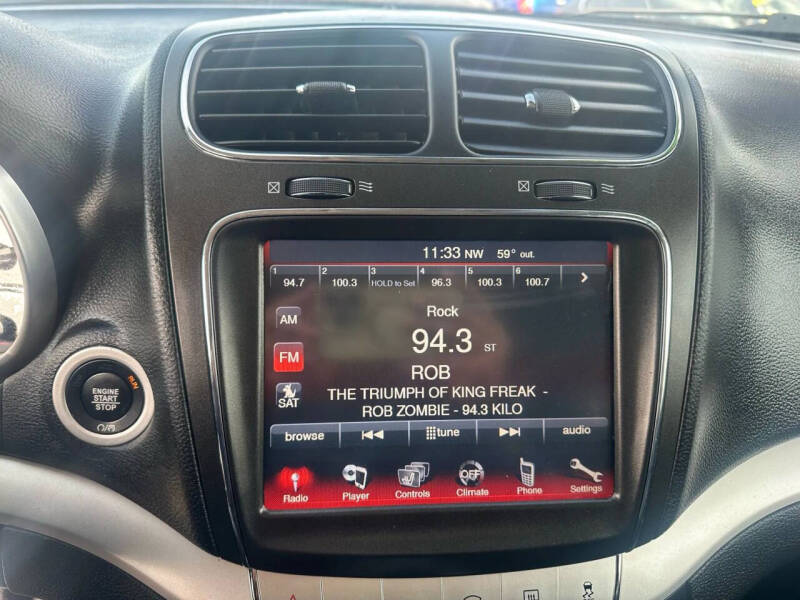 11:33 NW 59° out.
1 2 3 4 5 6
94.7 100.3 HOLD to Set 96.3 100.3 100.7 >
Rock
AM
94.3 ST
FM
ROB
SAT
THE TRIUMPH OF KING FREAK -
ROB ZOMBIE - 94.3 KILO
browse tune audio
OFF
Radio Player Controls Climate Phone Settings
RUN
ENGINE
START
STOP